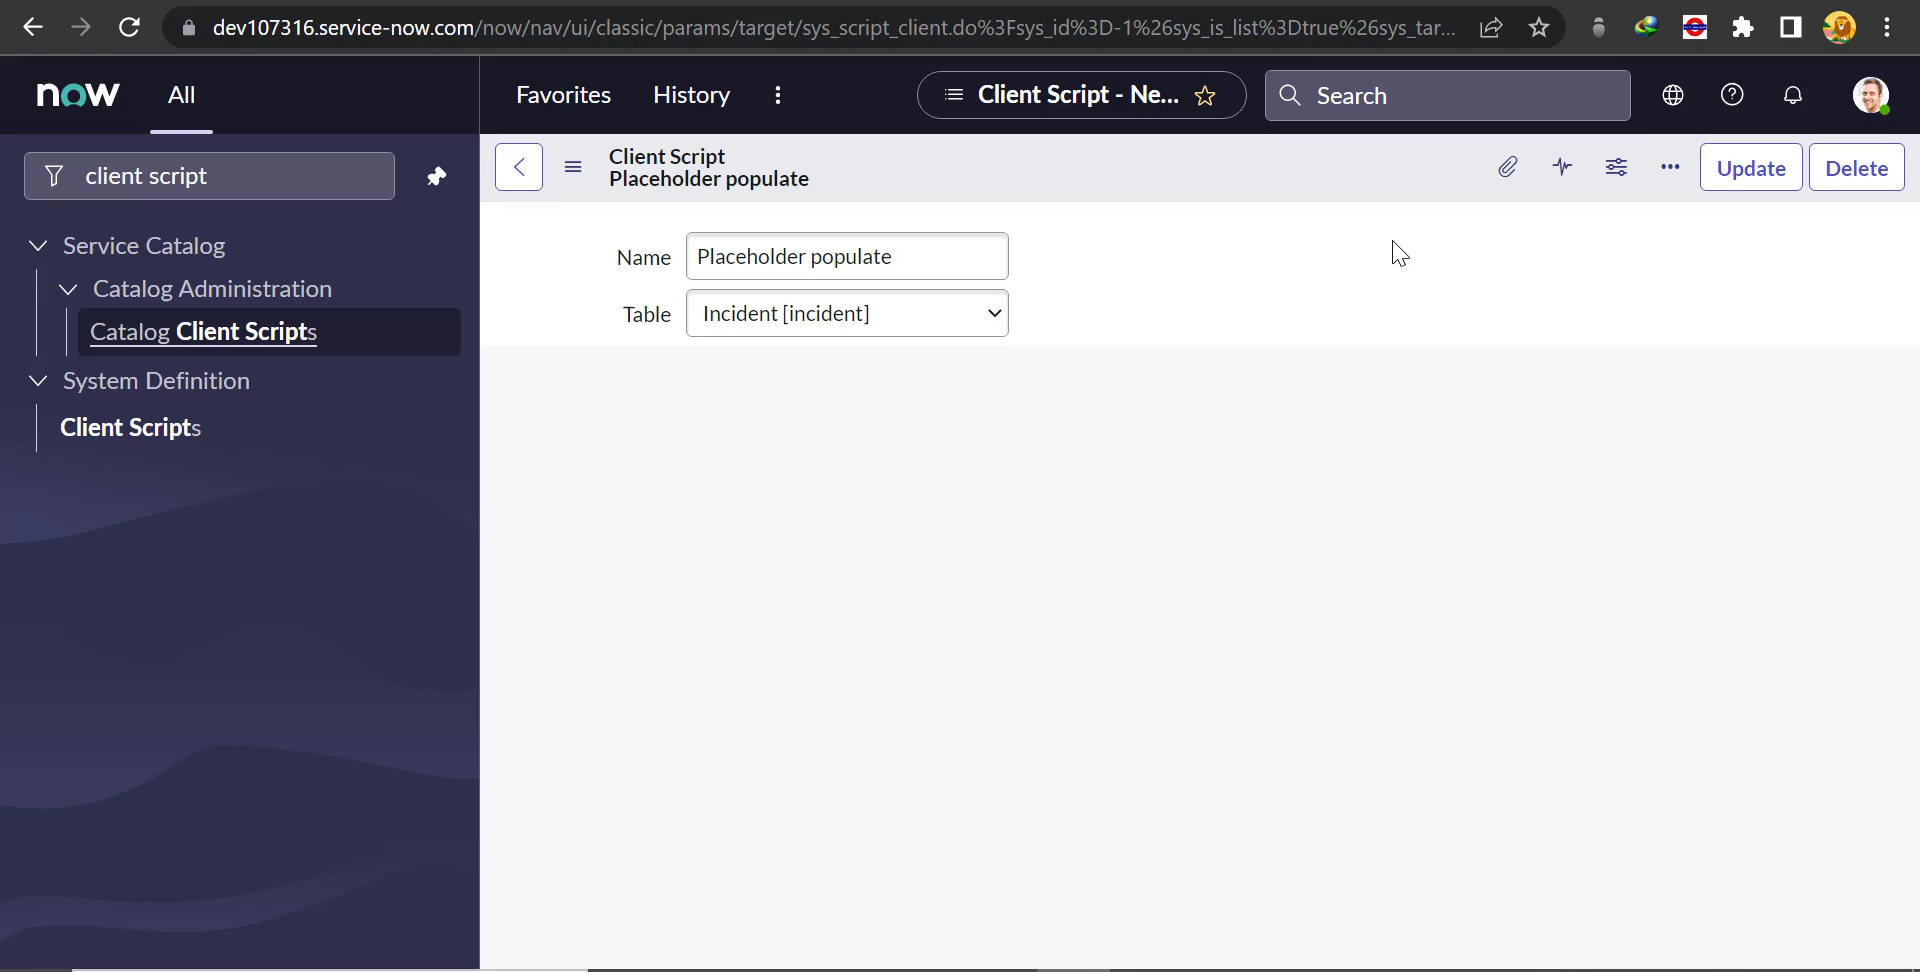 dev107316.service-now.com/now/nav/ui/classic/params/target/sys_script_client.do%3Fsys_id%3D-1%26sys_is_list%3Dtrue%26sys_tar...
now
All
Favorites
History
Client Script - Ne...
Search
client script
Client Script
Placeholder populate
Update
Delete
Service Catalog
Catalog Administration
Catalog Client Scripts
System Definition
Client Scripts
Name
Placeholder populate
Table
Incident [incident]